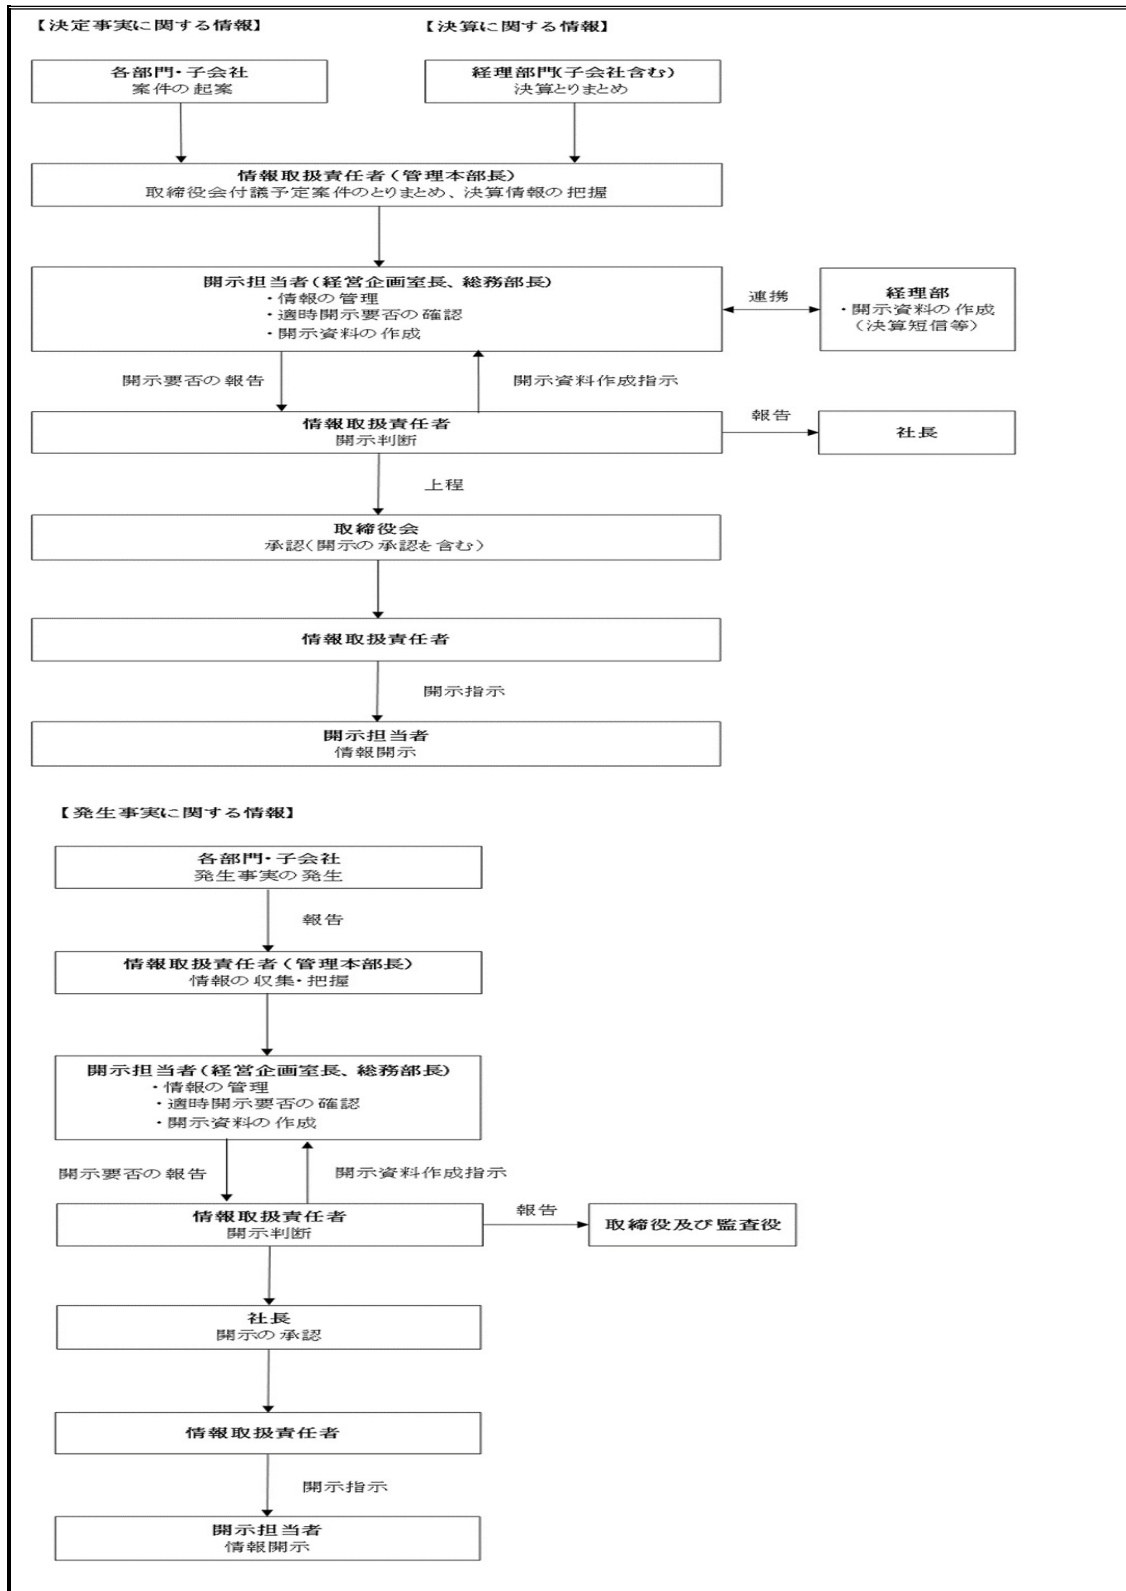 【決定事実に関する情報】
【決算に関する情報】
各部門・子会社
案件の起案
経理部門(子会社含む)
決算とりまとめ
情報取扱責任者(管理本部長)
取締役会付議予定案件のとりまとめ、決算情報の把握
開示担当者(経営企画室長、総務部長)
・情報の管理
・適時開示要否の確認
・開示資料の作成
連携
経理部
・開示資料の作成
(決算短信等)
開示要否の報告
開示資料作成指示
情報取扱責任者
開示判断
報告
社長
上程
取締役会
承認(開示の承認を含む)
情報取扱責任者
開示指示
開示担当者
情報開示
【発生事実に関する情報】
各部門・子会社
発生事実の発生
報告
情報取扱責任者(管理本部長)
情報の収集・把握
開示担当者(経営企画室長、総務部長)
・情報の管理
・適時開示要否の確認
・開示資料の作成
開示要否の報告
開示資料作成指示
情報取扱責任者
開示判断
報告
取締役及び監査役
社長
開示の承認
情報取扱責任者
開示指示
開示担当者
情報開示